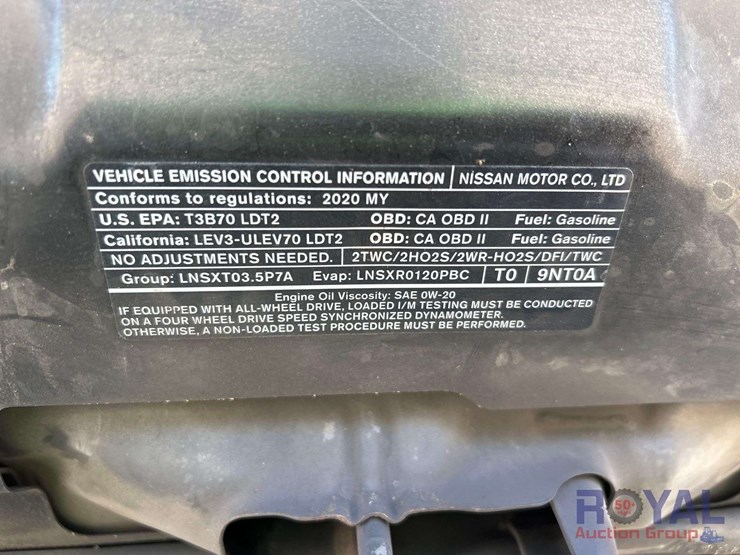 VEHICLE EMISSION CONTROL INFORMATION NISSAN MOTOR CO., LTD
Conforms to regulations: 2020 MY
U.S. EPA: T3B70 LDT2 OBD: CA OBD II Fuel: Gasoline
California: LEV3-ULEV70 LDT2 OBD: CA OBD II Fuel: Gasoline
NO ADJUSTMENTS NEEDED. 2TWC/2HO2S/2WR-HO2S/DFI/TWC
Group: LNSXT03.5P7A Evap: LNSXR0120PBC T0 9NT0A
Engine Oil Viscosity: SAE 0W-20
IF EQUIPPED WITH ALL-WHEEL DRIVE, LOADED I/M TESTING MUST BE CONDUCTED
ON A FOUR WHEEL DRIVE SPEED SYNCHRONIZED DYNAMOMETER.
OTHERWISE, A NON-LOADED TEST PROCEDURE MUST BE PERFORMED.
50+
ROYAL
Auction Group